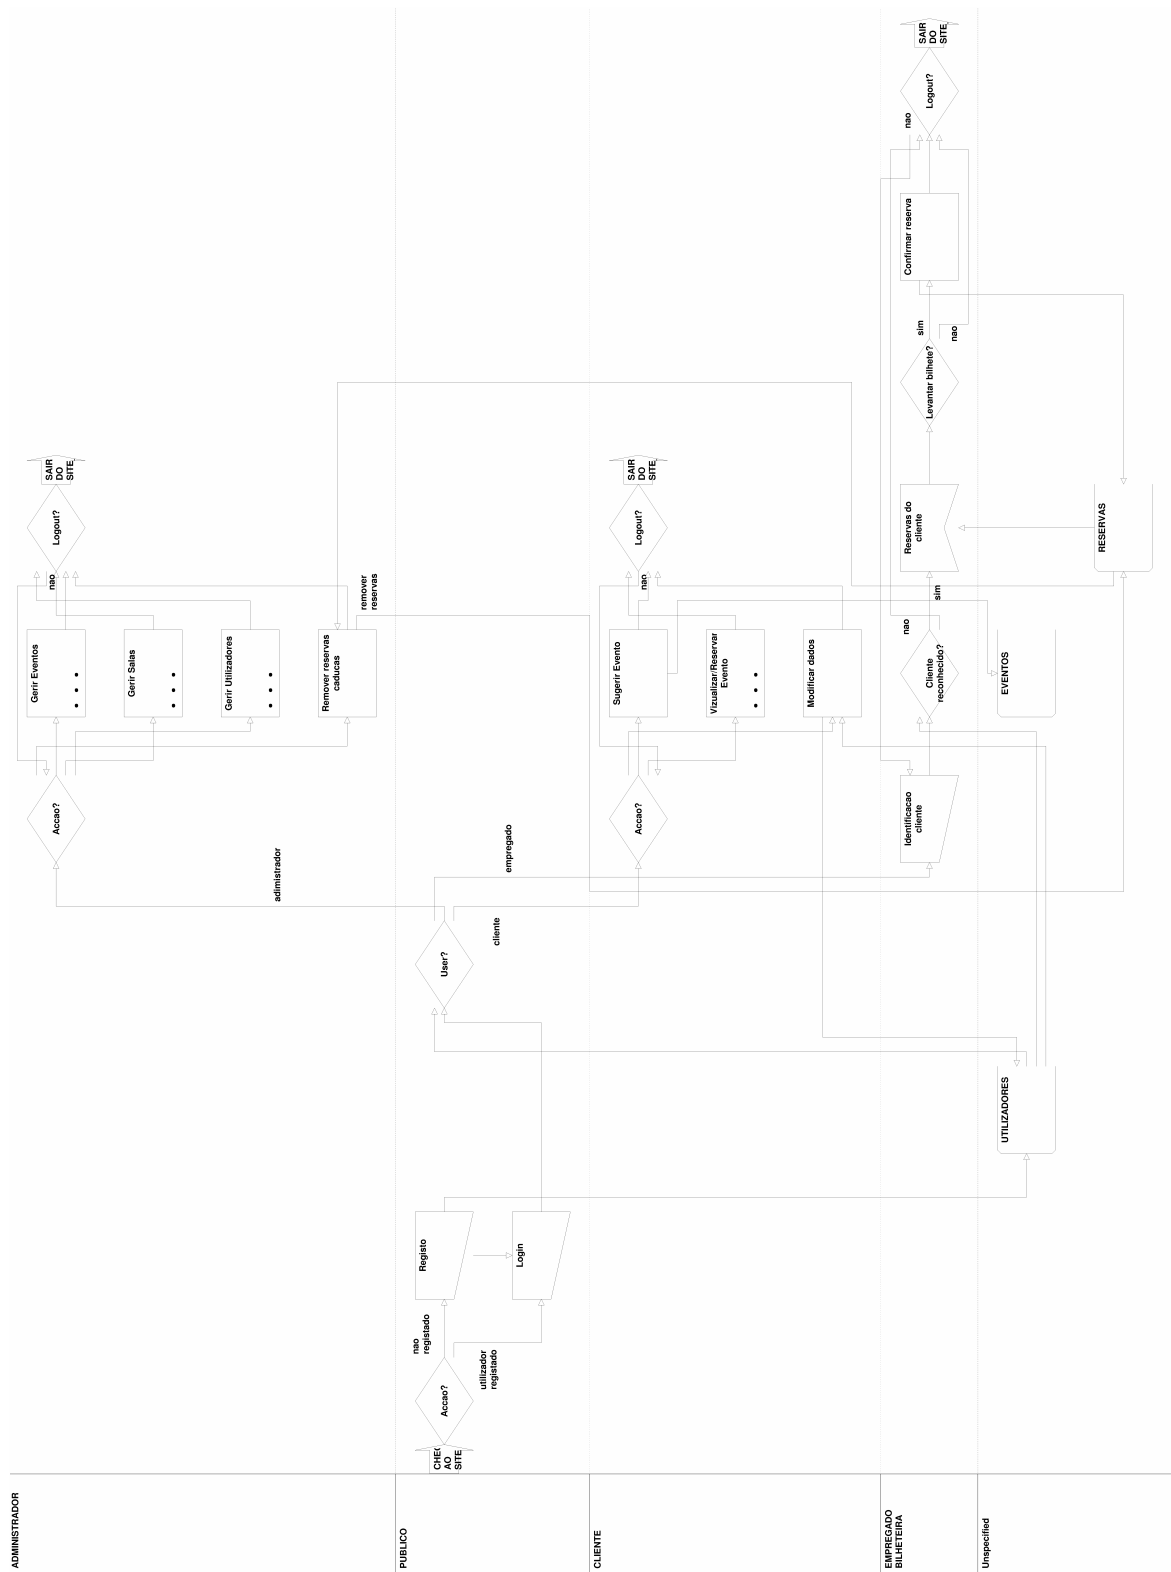 ADMINISTRADOR
Accao?
Gerir Eventos
Gerir Salas
Gerir Utilizadores
Remover reservas
caducas
nao
Logout?
SAIR
DO
SITE
remover
reservas
adimistrador
PUBLICO
AO
SITE
Accao?
nao
registado
utilizador
registado
Registo
Login
User?
cliente
empregado
CLIENTE
Accao?
Sugerir Evento
Vizualizar/Reservar
Evento
Modificar dados
nao
Logout?
SAIR
DO
SITE
EMPREGADO
BILHETEIRA
Identificacao
cliente
Cliente
reconhecido?
nao
sim
Reservas do
cliente
Levantar bilhete?
sim
nao
Confirmar reserva
nao
Logout?
SAIR
DO
SITE
Unspecified
UTILIZADORES
EVENTOS
RESERVAS